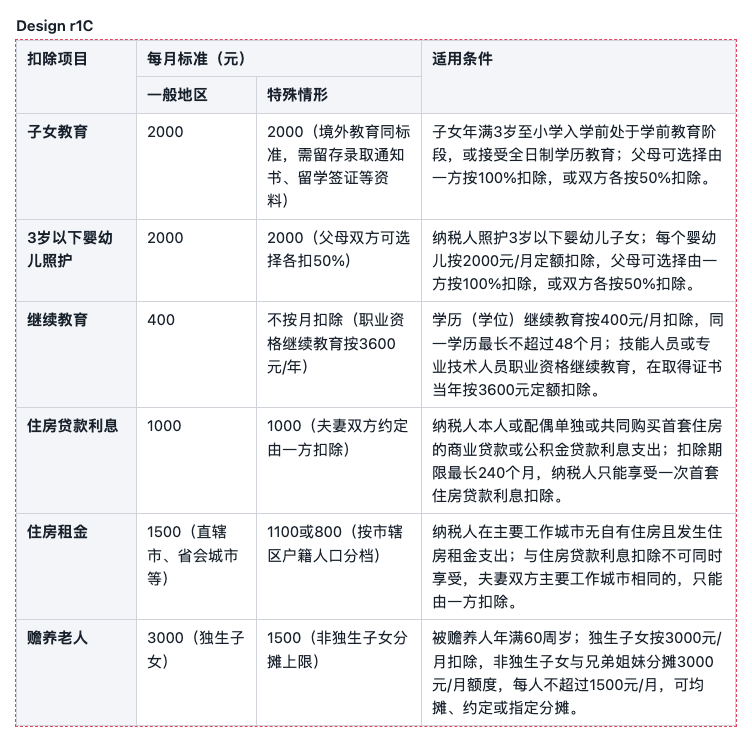 Design r1C
扣除项目
每月标准（元）
适用条件
一般地区
特殊情形
子女教育
2000
2000（境外教育同标
准，需留存录取通知
书、留学签证等资
料）
子女年满3岁至小学入学前处于学前教育阶
段，或接受全日制学历教育；父母可选择由
一方按100%扣除，或双方各按50%扣除。
3岁以下婴幼
儿照护
2000
2000（父母双方可选
择各扣50%）
纳税人照护3岁以下婴幼儿子女；每个婴幼
儿按2000元/月定额扣除，父母可选择由一
方按100%扣除，或双方各按50%扣除。
继续教育
400
不按月扣除（职业资
格继续教育按3600
元/年）
学历（学位）继续教育按400元/月扣除，同
一学历最长不超过48个月；技能人员或专
业技术人员职业资格继续教育，在取得证书
当年按3600元定额扣除。
住房贷款利息
1000
1000（夫妻双方约定
由一方扣除）
纳税人本人或配偶单独或共同购买首套住房
的商业贷款或公积金贷款利息支出；扣除期
限最长240个月，纳税人只能享受一次首套
住房贷款利息扣除。
住房租金
1500（直辖
市、省会城市
等）
1100或800（按市辖
区户籍人口分档）
纳税人在主要工作城市无自有住房且发生住
房租金支出；与住房贷款利息扣除不可同时
享受，夫妻双方主要工作城市相同的，只能
由一方扣除。
赡养老人
3000（独生子
女）
1500（非独生子女分
摊上限）
被赡养人年满60周岁；独生子女按3000元/
月扣除，非独生子女与兄弟姐妹分摊3000
元/月额度，每人不超过1500元/月，可均
摊、约定或指定分摊。